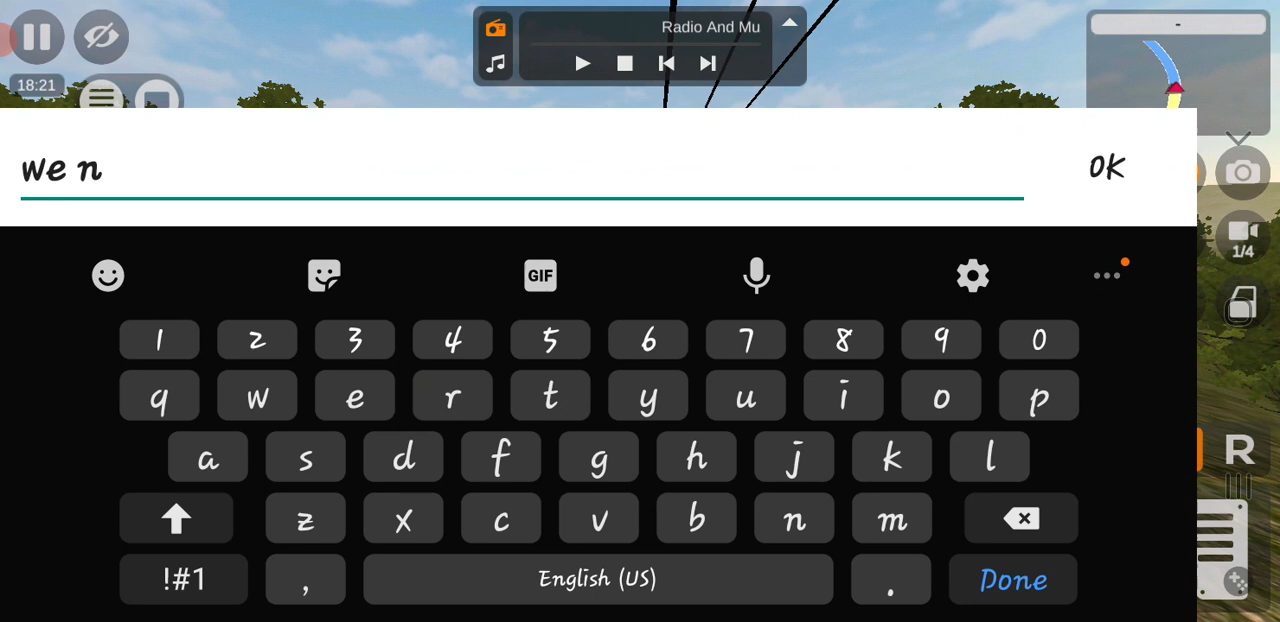 Radio And Mu
-
18:21
we n
OK
1/4
GIF
1 2 3 4 5 6 7 8 9 0
q w e r t y u i o p
a s d f g h j k l
R
z x c v b n m
!#1 , English (US) . Done